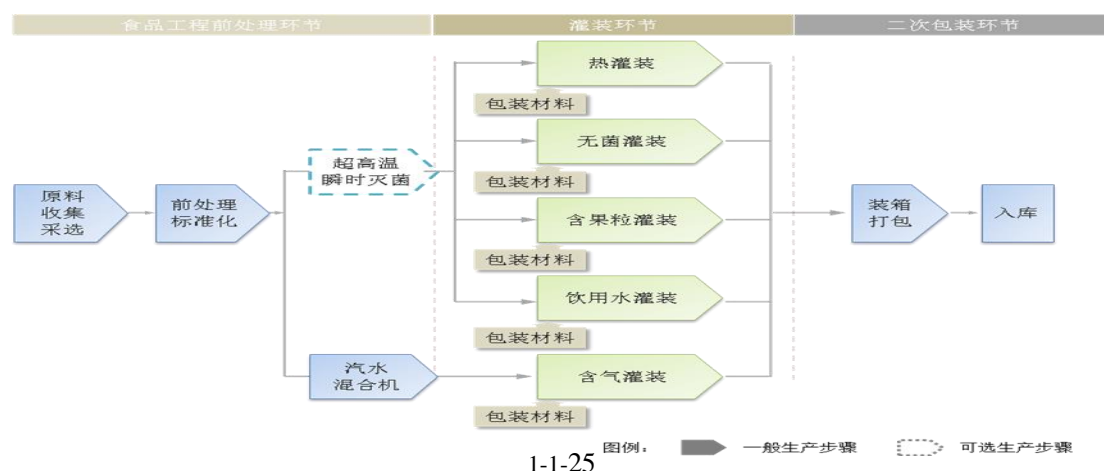 食品工程前处理环节
灌装环节
二次包装环节
热灌装
包装材料
无菌灌装
超高温
瞬时灭菌
包装材料
原料
收集
采选
前处理
标准化
含果粒灌装
装箱
打包
入库
包装材料
饮用水灌装
包装材料
汽水
混合机
含气灌装
包装材料
图例：
一般生产步骤
可选生产步骤
1-1-25